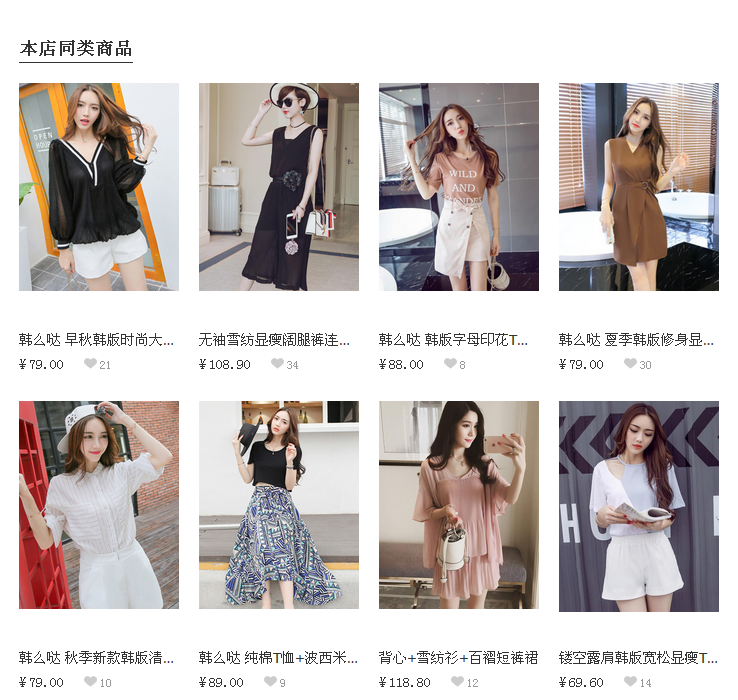 本店同类商品
OPEN
HOUR
WILD
AND
韩么哒 早秋韩版时尚大...
无袖雪纺显瘦阔腿裤连...
韩么哒 韩版字母印花T...
韩么哒 夏季韩版修身显...
¥79.00 21
¥108.90 34
¥88.00 8
¥79.00 30
韩么哒 秋季新款韩版清...
韩么哒 纯棉T恤+波西米...
背心+雪纺衫+百褶短裤裙
镂空露肩韩版宽松显瘦T...
¥79.00 10
¥89.00 9
¥118.80 12
¥69.60 14